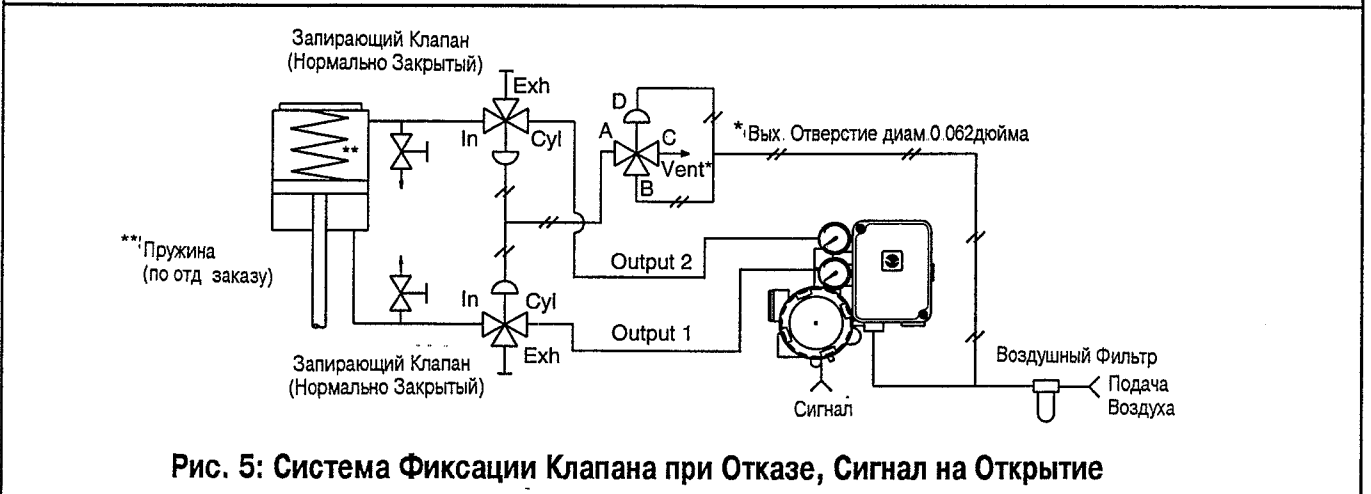 Запирающий Клапан
(Нормально Закрытый)
Exh
In
Cyl
D
A
C
Vent*
B
*Вых. Отверстие диам.0.062дюйма
**
**Пружина
(по отд заказу)
Output 2
In
Cyl
Output 1
Exh
Запирающий Клапан
(Нормально Закрытый)
Сигнал
Воздушный Фильтр
Подача
Воздуха
Рис. 5: Система Фиксации Клапана при Отказе, Сигнал на Открытие